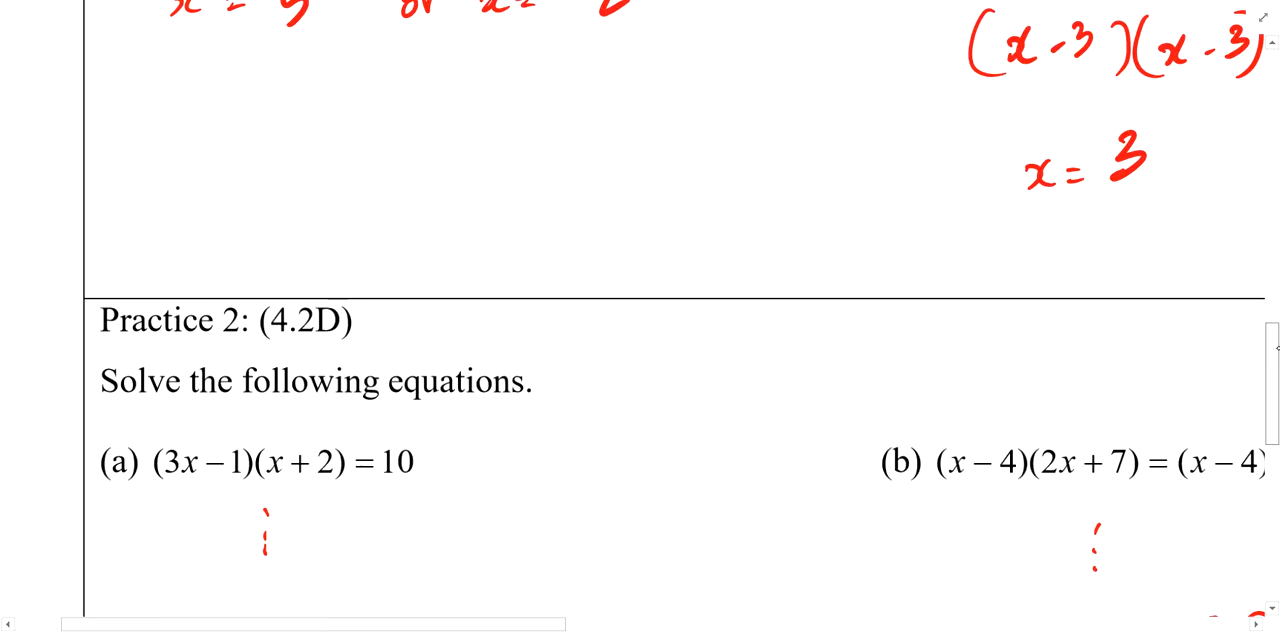 x = or x =
(x - 3)(x - 3)
x = 3
Practice 2: (4.2D)
Solve the following equations.
(a) (3x − 1)(x + 2) = 10
(b) (x − 4)(2x + 7) = (x − 4)